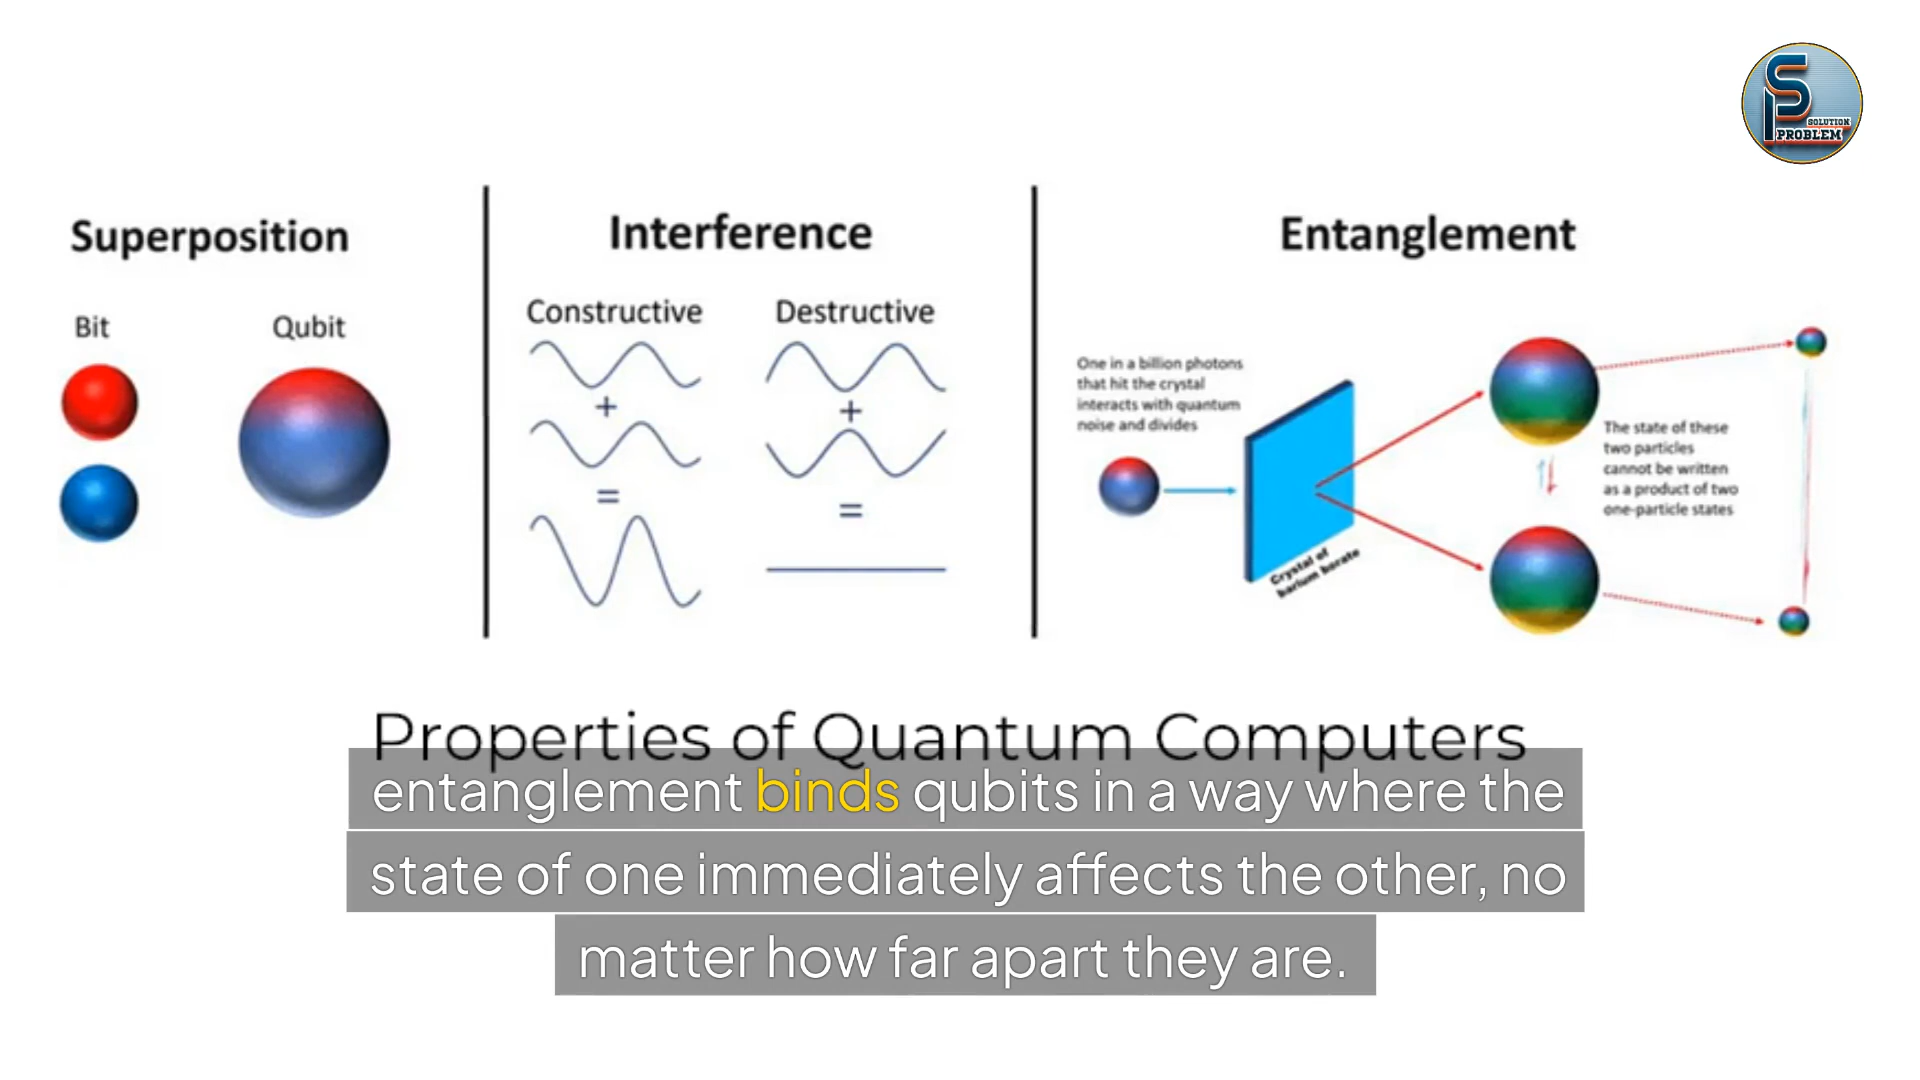 SP
SOLUTION
PROBLEM
Superposition
Bit
Qubit
Interference
Constructive
Destructive
+
+
=
=
Entanglement
One in a billion photons
that hit the crystal
interacts with quantum
noise and divides
Crystal of
barium borate
The state of these
two particles
cannot be written
as a product of two
one-particle states
Properties of Quantum Computers
entanglement binds qubits in a way where the
state of one immediately affects the other, no
matter how far apart they are.